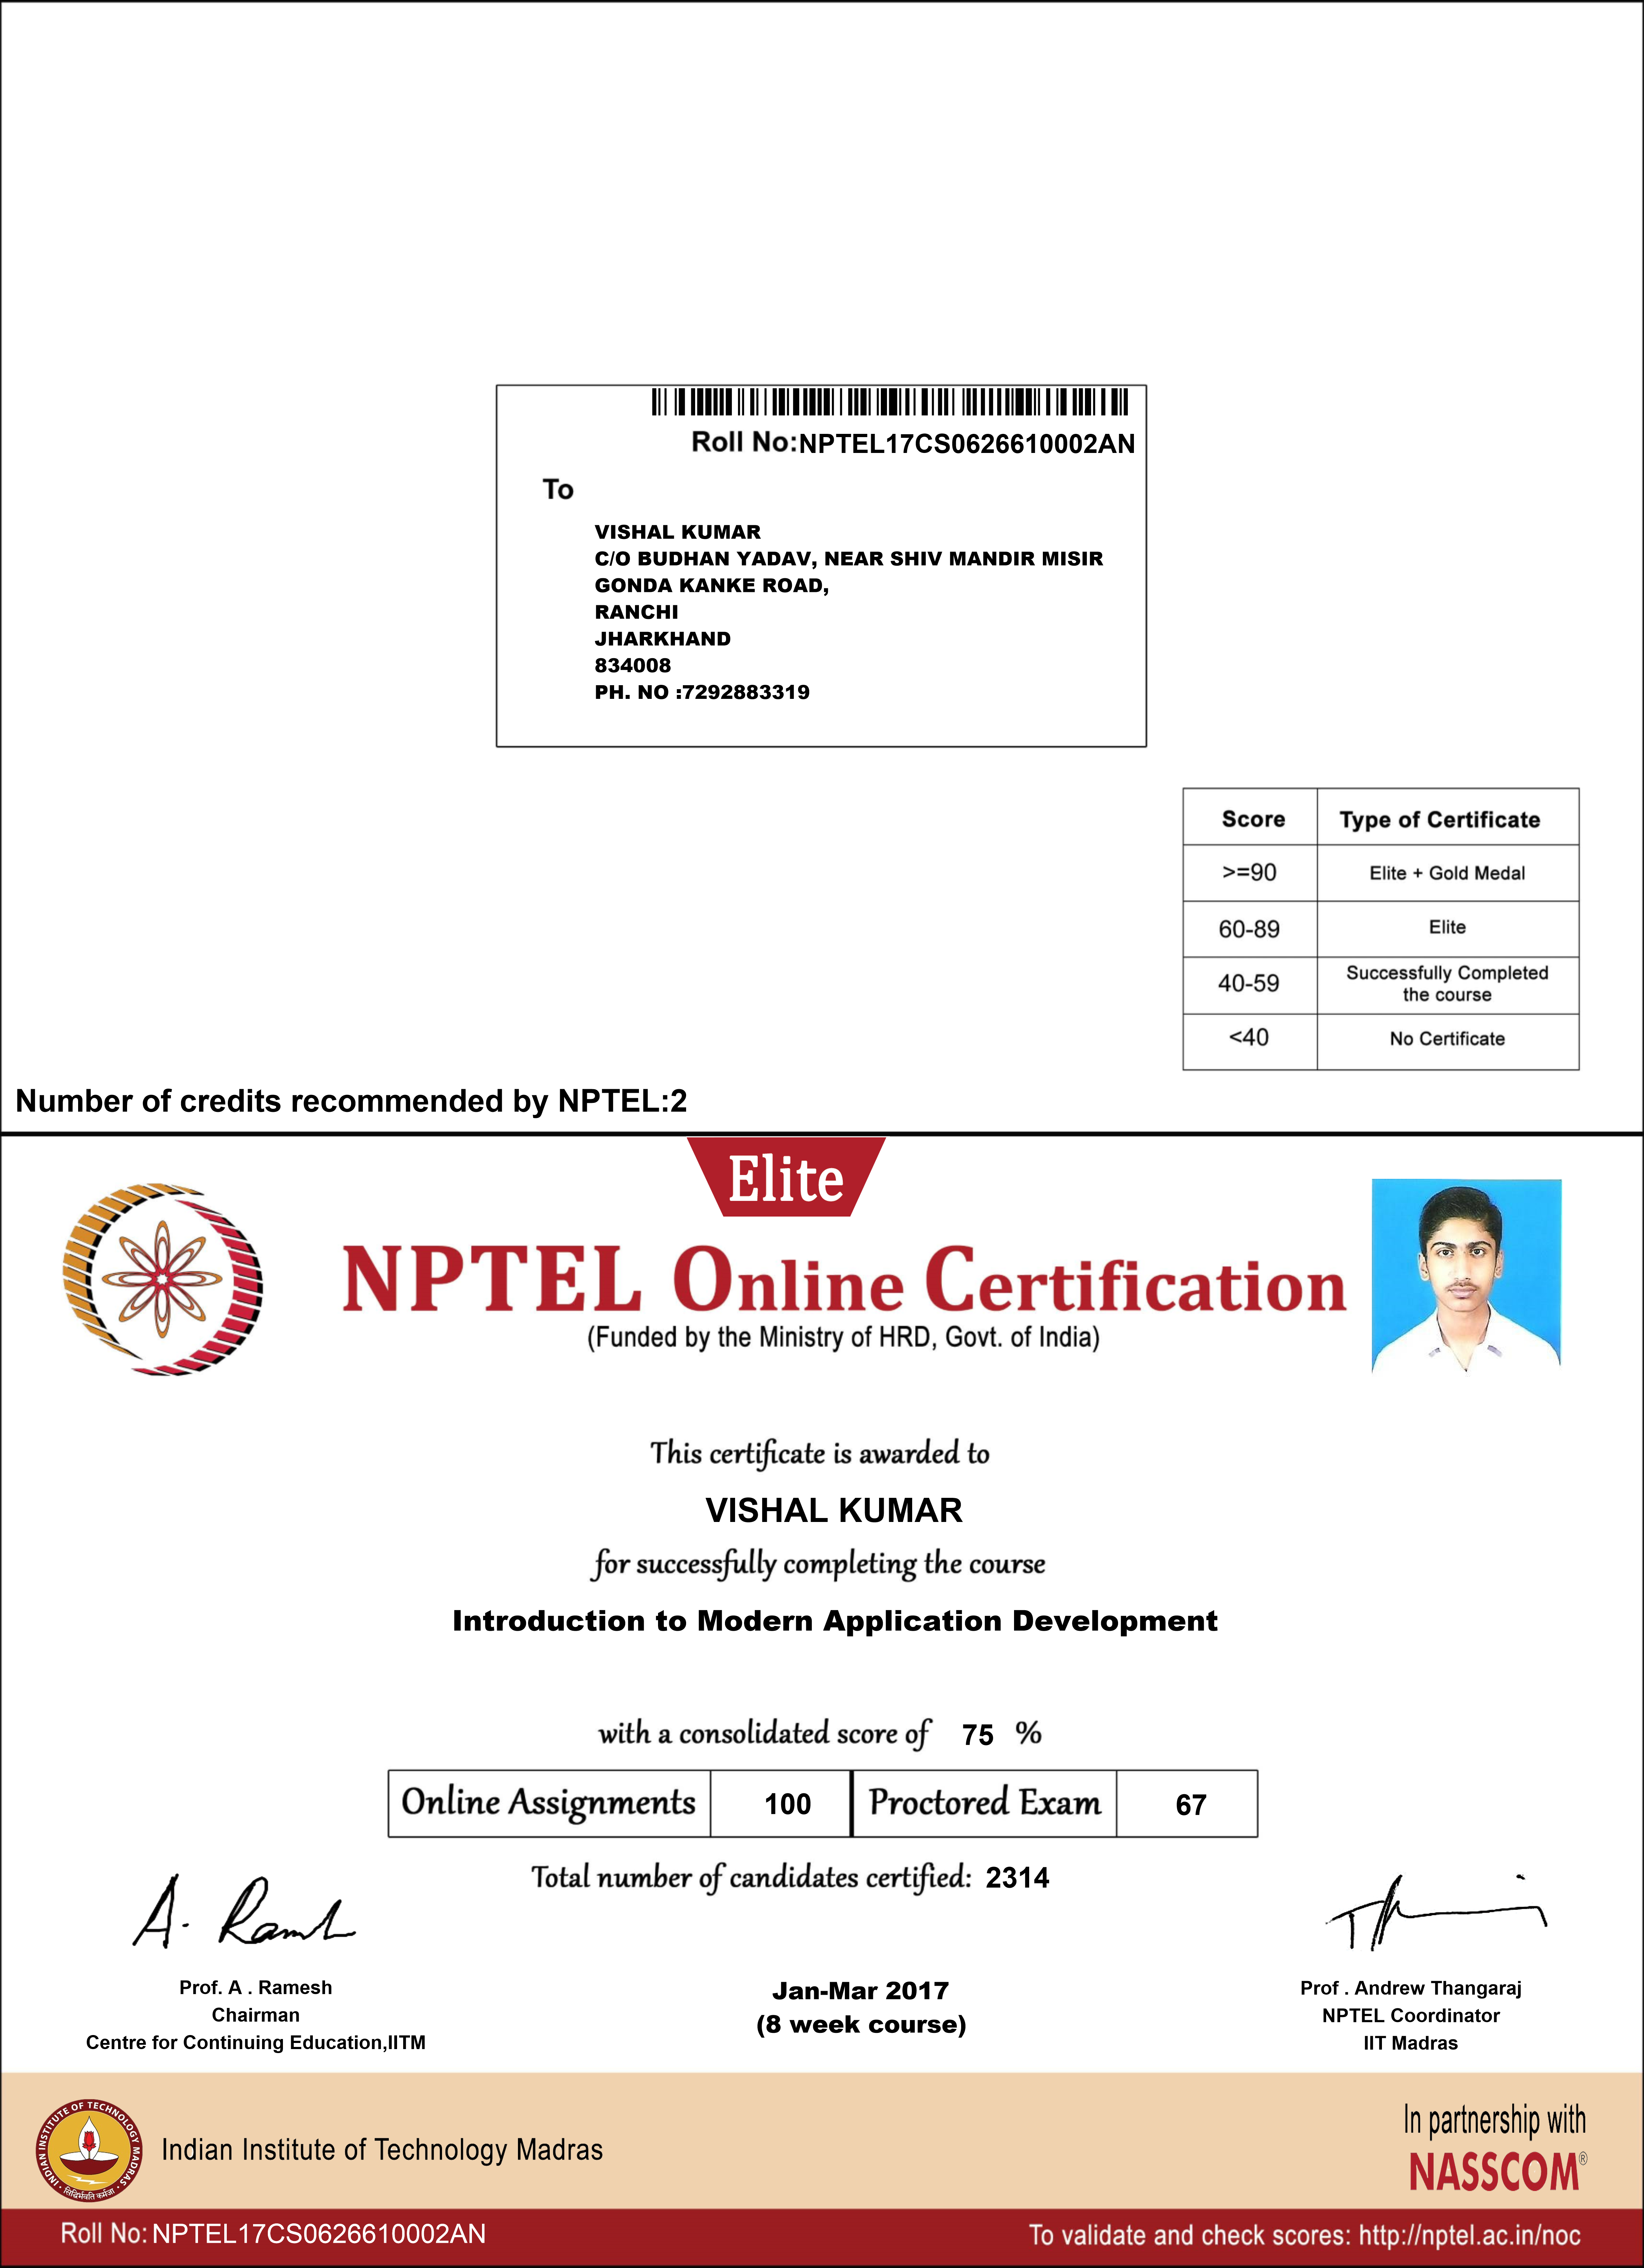 Roll No:NPTEL17CS0626610002AN
To
VISHAL KUMAR
C/O BUDHAN YADAV, NEAR SHIV MANDIR MISIR
GONDA KANKE ROAD,
RANCHI
JHARKHAND
834008
PH. NO :7292883319
Score Type of Certificate
>=90 Elite + Gold Medal
60-89 Elite
40-59 Successfully Completed
the course
<40 No Certificate
Number of credits recommended by NPTEL:2
Elite
NPTEL Online Certification
(Funded by the Ministry of HRD, Govt. of India)
This certificate is awarded to
VISHAL KUMAR
for successfully completing the course
Introduction to Modern Application Development
with a consolidated score of 75 %
Online Assignments 100 Proctored Exam 67
Total number of candidates certified: 2314
Prof. A . Ramesh
Chairman
Centre for Continuing Education,IITM
Jan-Mar 2017
(8 week course)
Prof . Andrew Thangaraj
NPTEL Coordinator
IIT Madras
INDIAN INSTITUTE OF TECHNOLOGY MADRAS
सिद्धिर्भवति कर्मजा
Indian Institute of Technology Madras
In partnership with
NASSCOM®
Roll No: NPTEL17CS0626610002AN
To validate and check scores: http://nptel.ac.in/noc